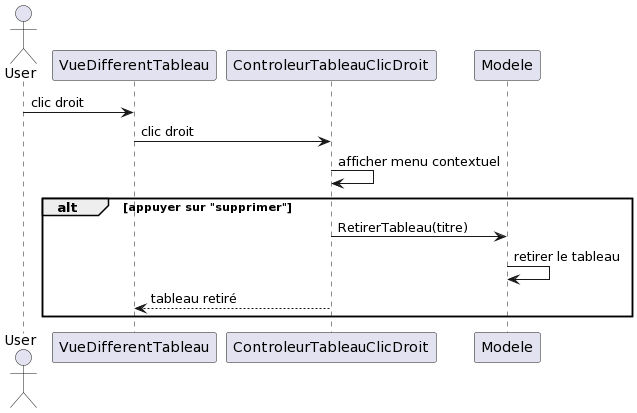 User
VueDifferentTableau
ControleurTableauClicDroit
Modele
clic droit
clic droit
afficher menu contextuel
alt
[appuyer sur "supprimer"]
RetirerTableau(titre)
retirer le tableau
tableau retiré
User
VueDifferentTableau
ControleurTableauClicDroit
Modele